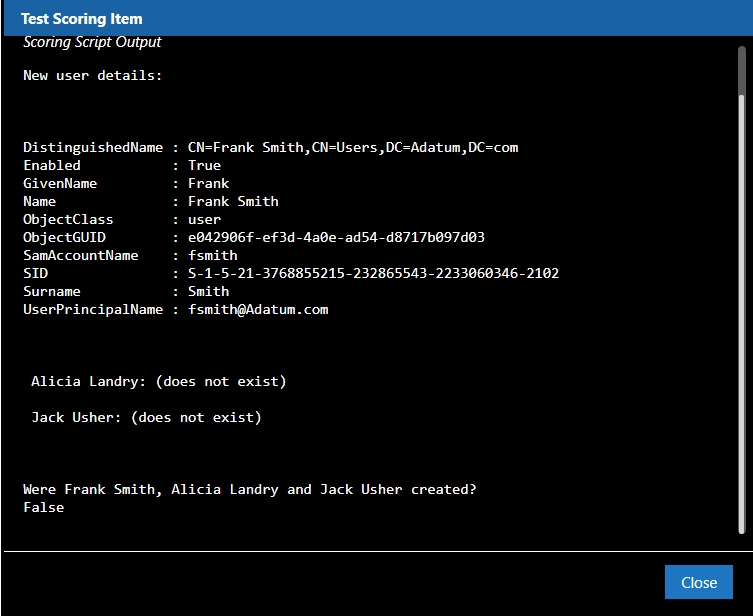 Test Scoring Item
Scoring Script Output
New user details:
DistinguishedName : CN=Frank Smith,CN=Users,DC=Adatum,DC=com
Enabled : True
GivenName : Frank
Name : Frank Smith
ObjectClass : user
ObjectGUID : e042906f-ef3d-4a0e-ad54-d8717b097d03
SamAccountName : fsmith
SID : S-1-5-21-3768855215-232865543-2233060346-2102
Surname : Smith
UserPrincipalName : fsmith@Adatum.com
Alicia Landry: (does not exist)
Jack Usher: (does not exist)
Were Frank Smith, Alicia Landry and Jack Usher created?
False
Close